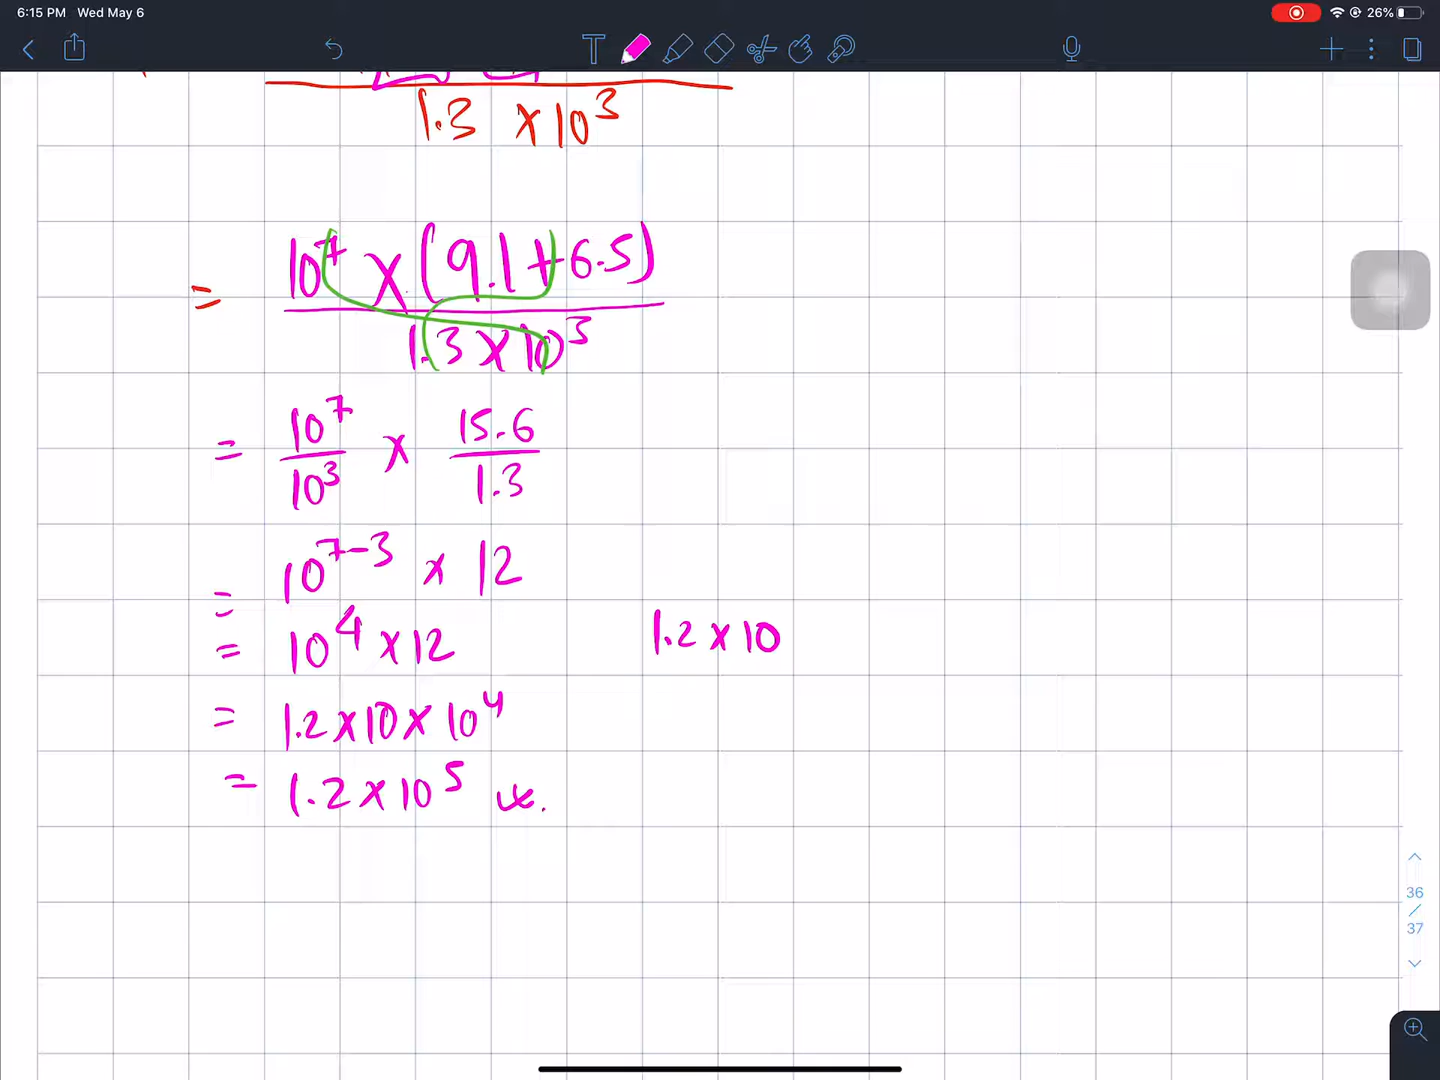 6:15 PM Wed May 6
26%
T
1.3 × 10³
= 10⁷ × (9.1 + 6.5)
1.3 × 10³
= 10⁷ × 15.6
10³ 1.3
= 10⁷⁻³ × 12
= 10⁴ × 12
1.2 × 10
= 1.2 × 10 × 10⁴
= 1.2 × 10⁵
36
/
37